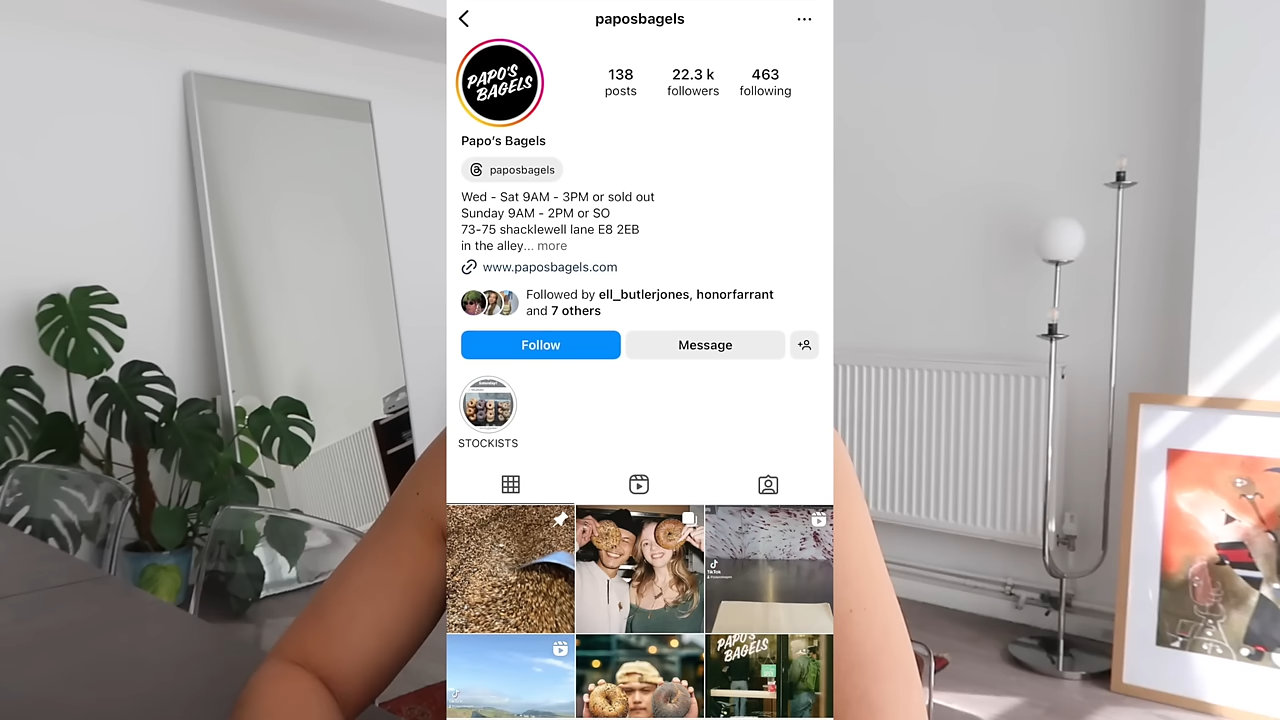 paposbagels
PAPO'S
BAGELS
138
posts
22.3 k
followers
463
following
Papo's Bagels
paposbagels
Wed - Sat 9AM - 3PM or sold out
Sunday 9AM - 2PM or SO
73-75 shacklewell lane E8 2EB
in the alley... more
www.paposbagels.com
Followed by ell_butlerjones, honorfarrant
and 7 others
Follow
Message
STOCKISTS
TikTok
PAPO'S
BAGELS